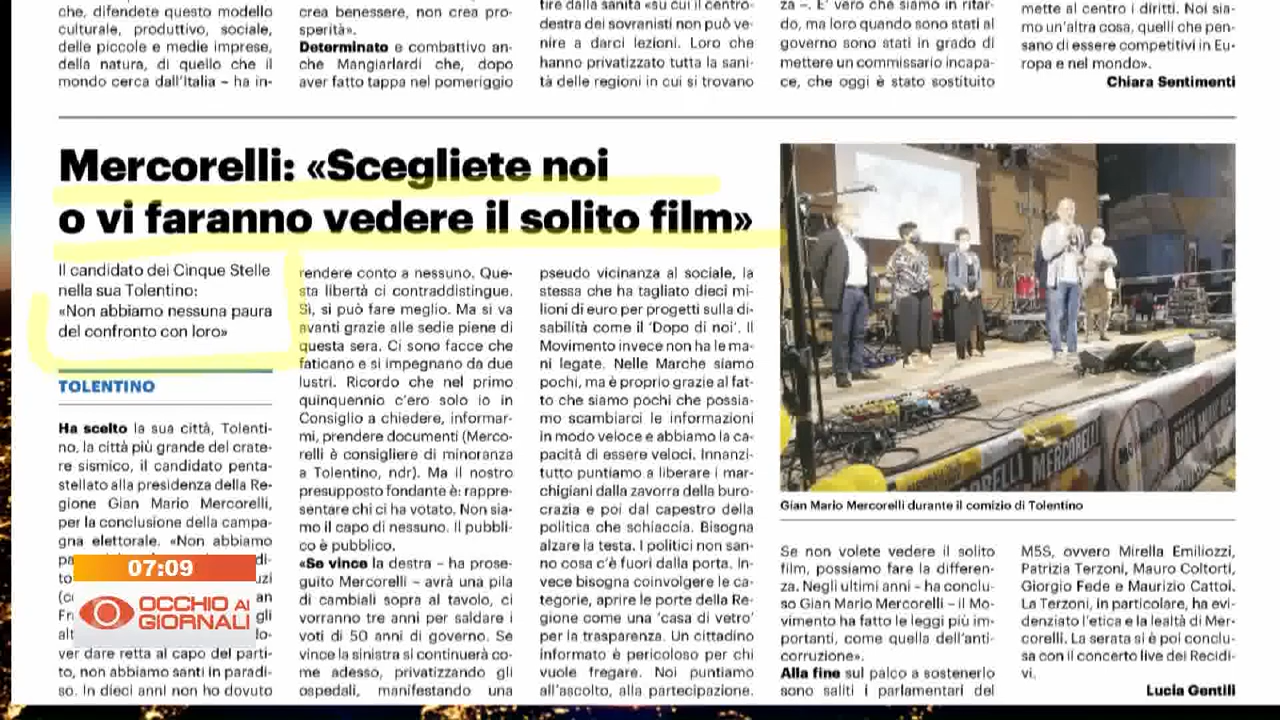 che, difendete questo modello
culturale, produttivo, sociale,
delle piccole e medie imprese,
della natura, di quello che il
mondo cerca dall'Italia – ha in-
crea benessere, non crea pro-
sperità».
Determinato e combattivo an-
che Mangialardi che, dopo
aver fatto tappa nel pomeriggio
tire dalla sanità «su cui il centro-
destra dei sovranisti non può ve-
nire a darci lezioni. Loro che
hanno privatizzato tutta la sani-
tà delle regioni in cui si trovano
za –. E' vero che siamo in ritar-
do, ma loro quando sono stati al
governo sono stati in grado di
mettere un commissario incapa-
ce, che oggi è stato sostituito
mette al centro i diritti. Noi sia-
mo un'altra cosa, quelli che pen-
sano di essere competitivi in Eu-
ropa e nel mondo».
Chiara Sentimenti
Mercorelli: «Scegliete noi
o vi faranno vedere il solito film»
Il candidato dei Cinque Stelle
nella sua Tolentino:
«Non abbiamo nessuna paura
del confronto con loro»
TOLENTINO
Ha scelto la sua città, Tolenti-
no, la città più grande del crate-
re sismico, il candidato penta-
stellato alla presidenza della Re-
gione Gian Mario Mercorelli,
per la conclusione della campa-
gna elettorale. «Non abbiamo
ver dare retta al capo del parti-
to, non abbiamo santi in paradi-
so. In dieci anni non ho dovuto
rendere conto a nessuno. Que-
sta libertà ci contraddistingue.
Sì, si può fare meglio. Ma si va
avanti grazie alle sedie piene di
questa sera. Ci sono facce che
faticano e si impegnano da due
lustri. Ricordo che nel primo
quinquennio c'ero solo io in
Consiglio a chiedere, informar-
mi, prendere documenti (Merco-
relli è consigliere di minoranza
a Tolentino, ndr). Ma il nostro
presupposto fondante è: rappre-
sentare chi ci ha votato. Non sia-
mo il capo di nessuno. Il pubbli-
co è pubblico.
«Se vince la destra – ha prose-
guito Mercorelli – avrà una pila
di cambiali sopra al tavolo, ci
vorranno tre anni per saldare i
voti di 50 anni di governo. Se
vince la sinistra si continuerà co-
me adesso, privatizzando gli
ospedali, manifestando una
pseudo vicinanza al sociale, la
stessa che ha tagliato dieci mi-
lioni di euro per progetti sulla di-
sabilità come il 'Dopo di noi'. Il
Movimento invece non ha le ma-
ni legate. Nelle Marche siamo
pochi, ma è proprio grazie al fat-
to che siamo pochi che possia-
mo scambiarci le informazioni
in modo veloce e abbiamo la ca-
pacità di essere veloci. Innanzi-
tutto puntiamo a liberare i mar-
chigiani dalla zavorra della buro-
crazia e poi dal capestro della
politica che schiaccia. Bisogna
alzare la testa. I politici non san-
no cosa c'è fuori dalla porta. In-
vece bisogna coinvolgere le ca-
tegorie, aprire le porte della Re-
gione come una 'casa di vetro'
per la trasparenza. Un cittadino
informato è pericoloso per chi
vuole fregare. Noi puntiamo
all'ascolto, alla partecipazione.
MERCORELLI
Gian Mario Mercorelli durante il comizio di Tolentino
Se non volete vedere il solito
film, possiamo fare la differen-
za. Negli ultimi anni – ha conclu-
so Gian Mario Mercorelli – il Mo-
vimento ha fatto le leggi più im-
portanti, come quella dell'anti-
corruzione».
Alla fine sul palco a sostenerlo
sono saliti i parlamentari del
M5S, ovvero Mirella Emiliozzi,
Patrizia Terzoni, Mauro Coltorti,
Giorgio Fede e Maurizio Cattoi.
La Terzoni, in particolare, ha evi-
denziato l'etica e la lealtà di Mer-
corelli. La serata si è poi conclu-
sa con il concerto live dei Recidi-
vi.
Lucia Gentili
07:09
OCCHIO AI
GIORNALI